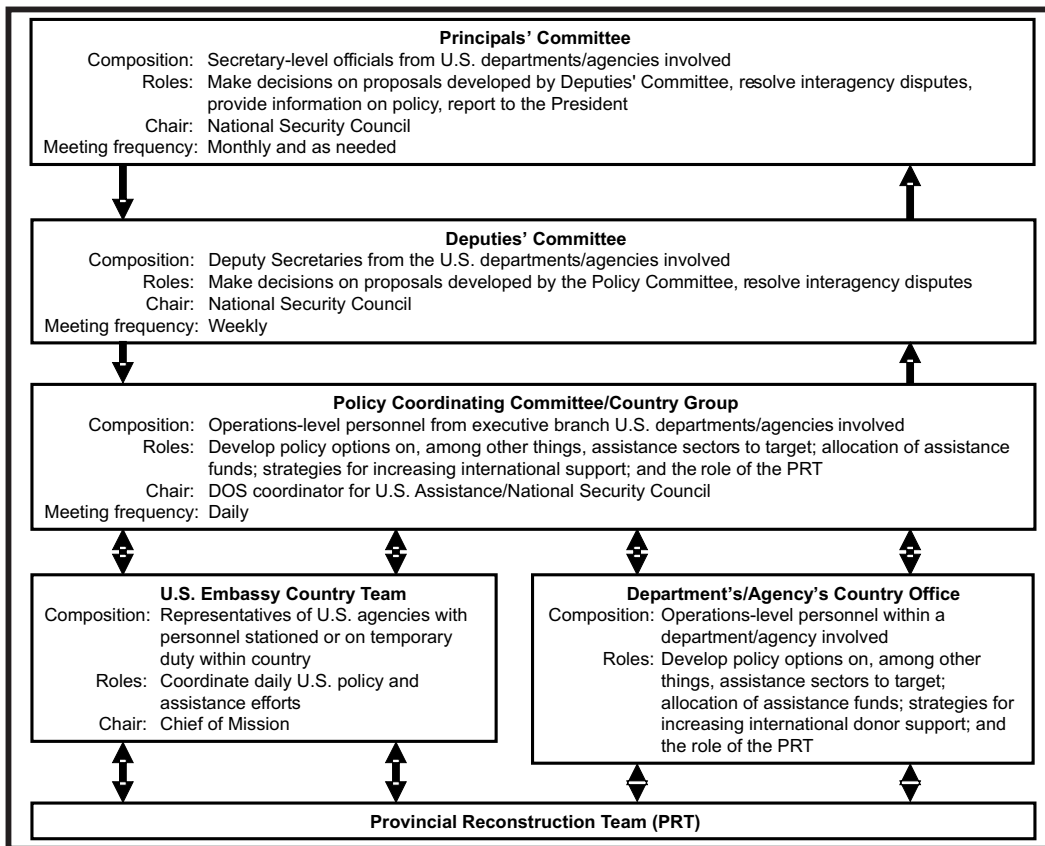 Principals’ Committee
Composition: Secretary-level officials from U.S. departments/agencies involved
Roles: Make decisions on proposals developed by Deputies' Committee, resolve interagency disputes,
provide information on policy, report to the President
Chair: National Security Council
Meeting frequency: Monthly and as needed
Deputies’ Committee
Composition: Deputy Secretaries from the U.S. departments/agencies involved
Roles: Make decisions on proposals developed by the Policy Committee, resolve interagency disputes
Chair: National Security Council
Meeting frequency: Weekly
Policy Coordinating Committee/Country Group
Composition: Operations-level personnel from executive branch U.S. departments/agencies involved
Roles: Develop policy options on, among other things, assistance sectors to target; allocation of assistance
funds; strategies for increasing international support; and the role of the PRT
Chair: DOS coordinator for U.S. Assistance/National Security Council
Meeting frequency: Daily
U.S. Embassy Country Team
Composition: Representatives of U.S. agencies with
personnel stationed or on temporary
duty within country
Roles: Coordinate daily U.S. policy and
assistance efforts
Chair: Chief of Mission
Department’s/Agency’s Country Office
Composition: Operations-level personnel within a
department/agency involved
Roles: Develop policy options on, among other
things, assistance sectors to target;
allocation of assistance funds; strategies for
increasing international donor support; and
the role of the PRT
Provincial Reconstruction Team (PRT)